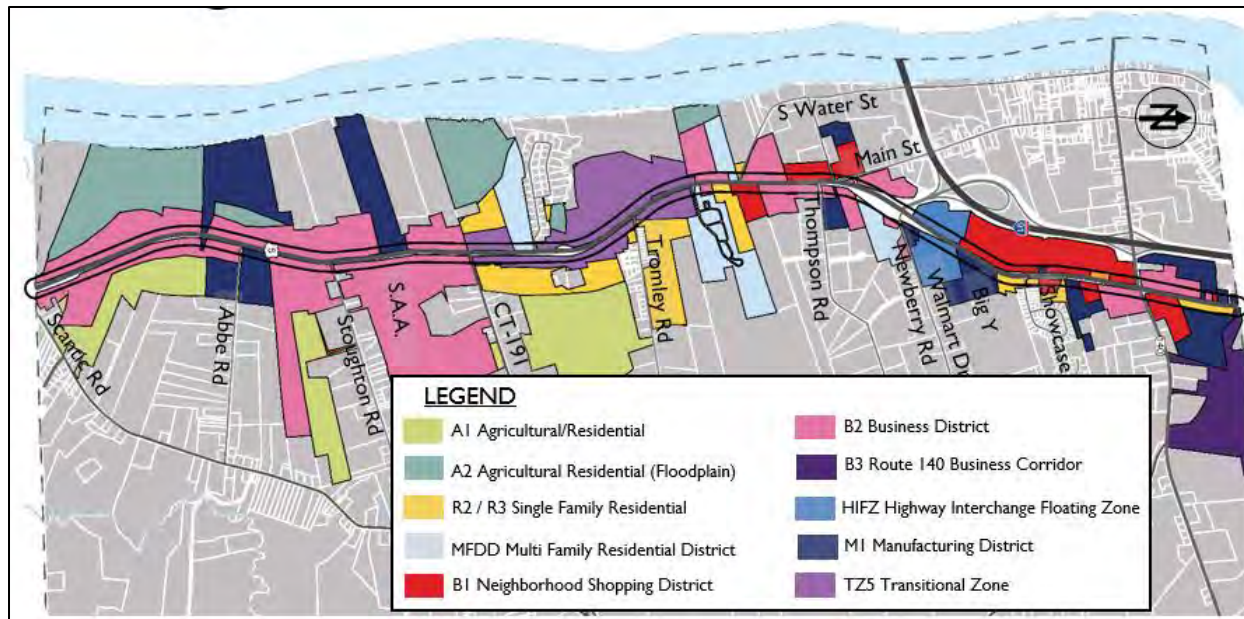 S Water St
Main St
Z
5
91
Scantic Rd
Abbe Rd
Stoughton Rd
S.A.A.
CT-191
Tromley Rd
Thompson Rd
Newberry Rd
Walmart Dr
Big Y
Showcase
LEGEND
A1 Agricultural/Residential
A2 Agricultural Residential (Floodplain)
R2 / R3 Single Family Residential
MFDD Multi Family Residential District
B1 Neighborhood Shopping District
B2 Business District
B3 Route 140 Business Corridor
HIFZ Highway Interchange Floating Zone
M1 Manufacturing District
TZ5 Transitional Zone